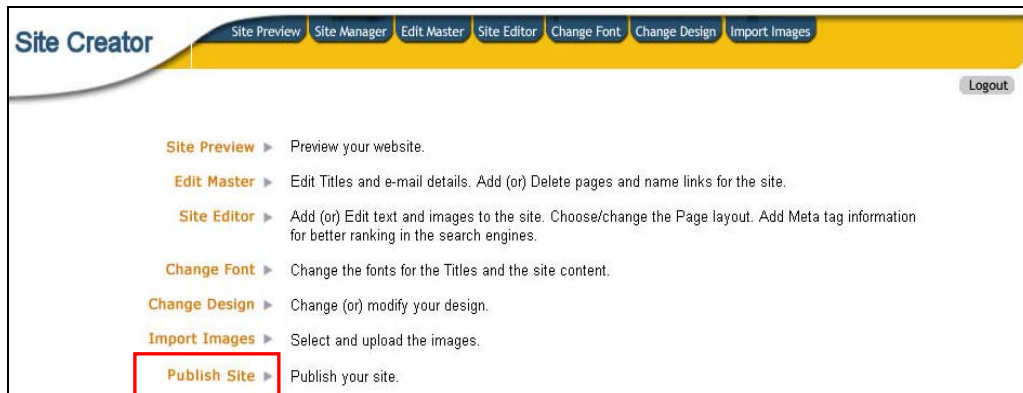 Site Creator
Site Preview Site Manager Edit Master Site Editor Change Font Change Design Import Images
Logout
Site Preview Preview your website.
Edit Master Edit Titles and e-mail details. Add (or) Delete pages and name links for the site.
Site Editor Add (or) Edit text and images to the site. Choose/change the Page layout. Add Meta tag information
for better ranking in the search engines.
Change Font Change the fonts for the Titles and the site content.
Change Design Change (or) modify your design.
Import Images Select and upload the images.
Publish Site Publish your site.